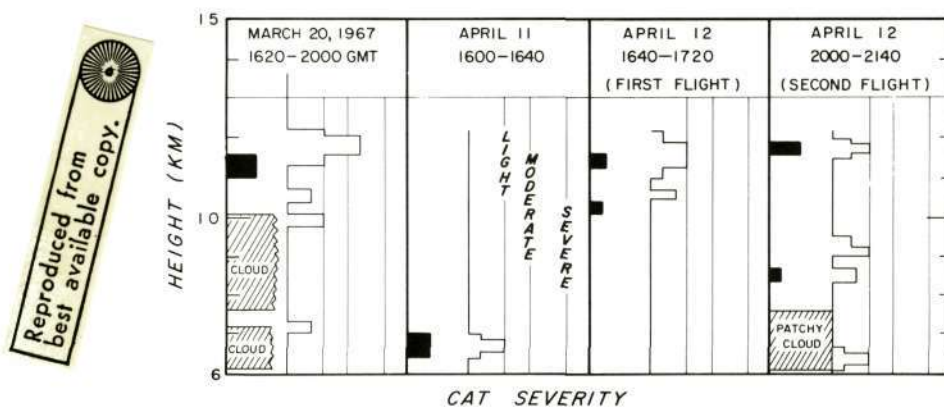 Reproduced from
best available copy.
15
10
6
HEIGHT (KM)
MARCH 20, 1967
1620-2000 GMT
APRIL 11
1600-1640
APRIL 12
1640-1720
(FIRST FLIGHT)
APRIL 12
2000-2140
(SECOND FLIGHT)
LIGHT
MODERATE
SEVERE
CLOUD
CLOUD
PATCHY
CLOUD
CAT SEVERITY